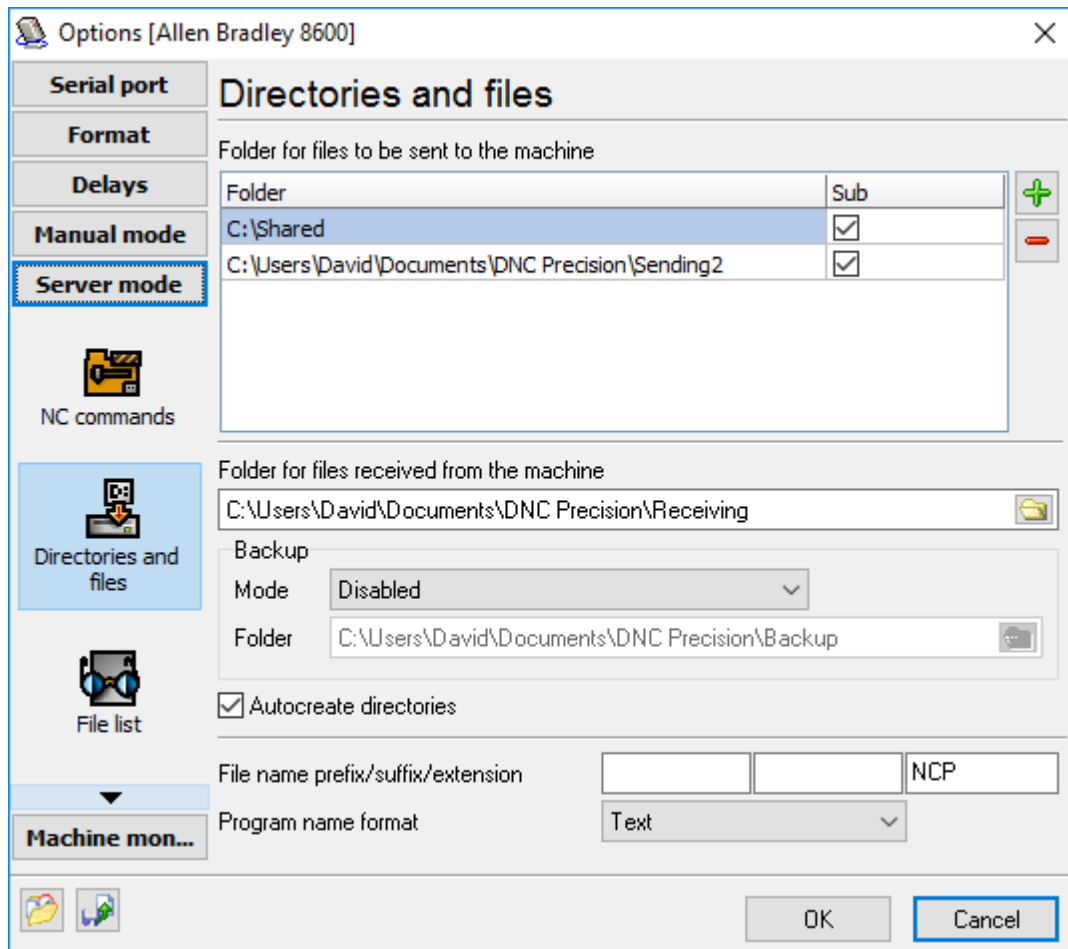 Options [Allen Bradley 8600]
Serial port
Format
Delays
Manual mode
Server mode
NC commands
Directories and
files
File list
Machine mon...
Directories and files
Folder for files to be sent to the machine
Folder Sub
C:\Shared
C:\Users\David\Documents\DNC Precision\Sending2
Folder for files received from the machine
C:\Users\David\Documents\DNC Precision\Receiving
Backup
Mode Disabled
Folder C:\Users\David\Documents\DNC Precision\Backup
Autocreate directories
File name prefix/suffix/extension NCP
Program name format Text
OK Cancel